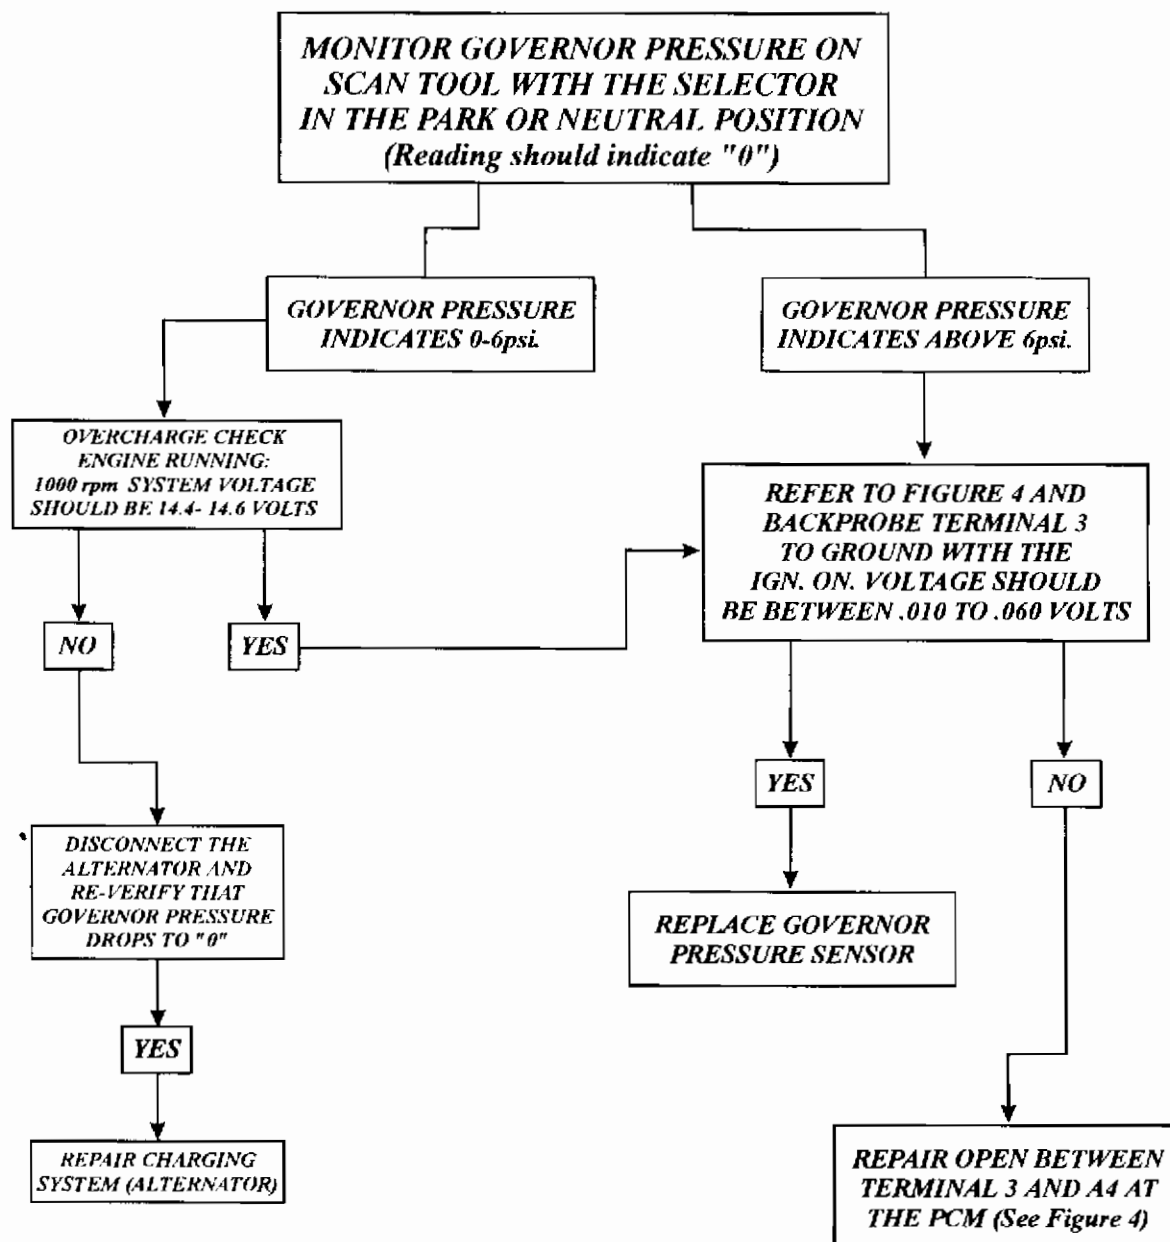 MONITOR GOVERNOR PRESSURE ON
SCAN TOOL WITH THE SELECTOR
IN THE PARK OR NEUTRAL POSITION
(Reading should indicate "0")
GOVERNOR PRESSURE
INDICATES 0-6psi.
GOVERNOR PRESSURE
INDICATES ABOVE 6psi.
OVERCHARGE CHECK
ENGINE RUNNING:
1000 rpm SYSTEM VOLTAGE
SHOULD BE 14.4- 14.6 VOLTS
REFER TO FIGURE 4 AND
BACKPROBE TERMINAL 3
TO GROUND WITH THE
IGN. ON. VOLTAGE SHOULD
BE BETWEEN .010 TO .060 VOLTS
NO
YES
YES
NO
DISCONNECT THE
ALTERNATOR AND
RE-VERIFY THAT
GOVERNOR PRESSURE
DROPS TO "0"
REPLACE GOVERNOR
PRESSURE SENSOR
YES
REPAIR CHARGING
SYSTEM (ALTERNATOR)
REPAIR OPEN BETWEEN
TERMINAL 3 AND A4 AT
THE PCM (See Figure 4)